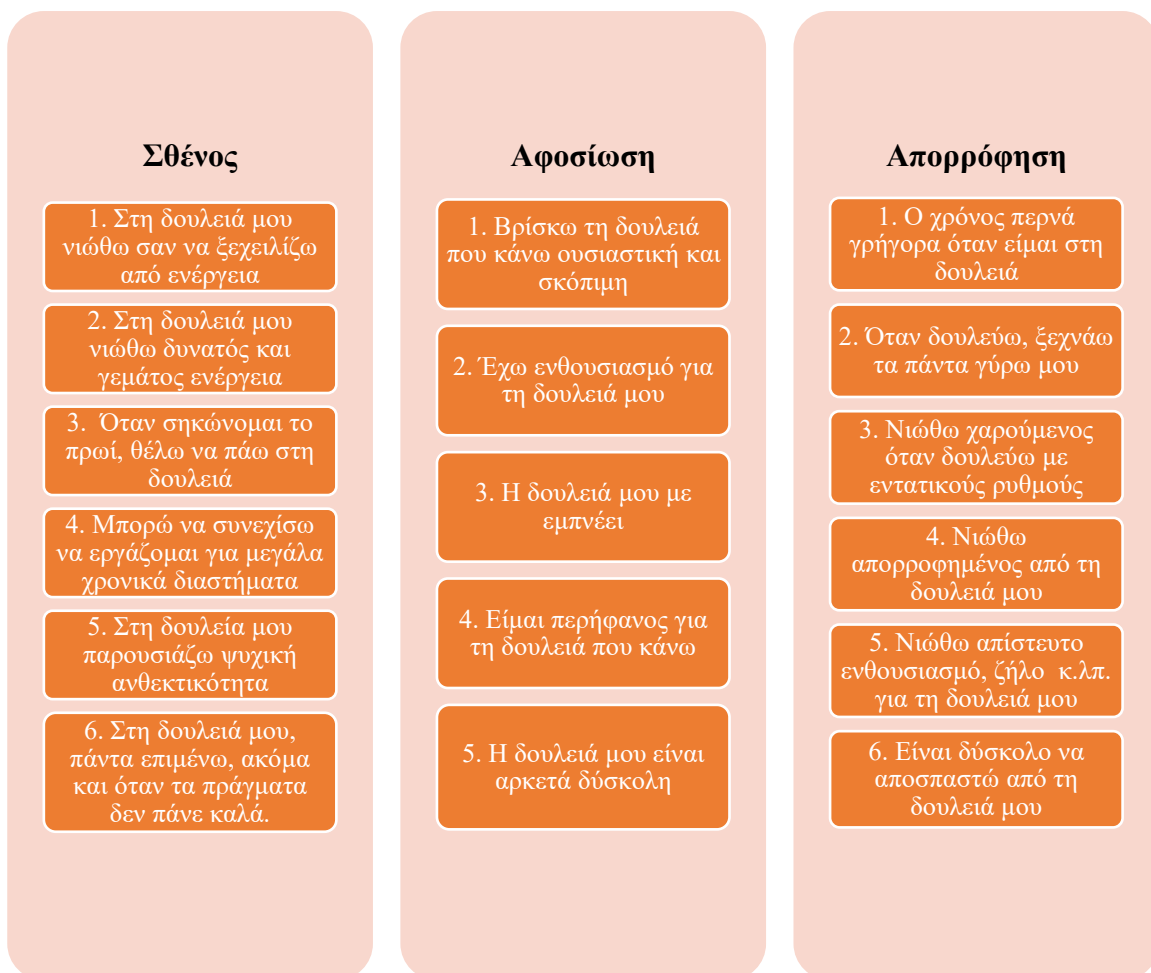 Σθένος
1. Στη δουλειά μου
νιώθω σαν να ξεχειλίζω
από ενέργεια
2. Στη δουλειά μου
νιώθω δυνατός και
γεμάτος ενέργεια
3. Όταν σηκώνομαι το
πρωί, θέλω να πάω στη
δουλειά
4. Μπορώ να συνεχίσω
να εργάζομαι για μεγάλα
χρονικά διαστήματα
5. Στη δουλεία μου
παρουσιάζω ψυχική
ανθεκτικότητα
6. Στη δουλειά μου,
πάντα επιμένω, ακόμα
και όταν τα πράγματα
δεν πάνε καλά.
Αφοσίωση
1. Βρίσκω τη δουλειά
που κάνω ουσιαστική και
σκόπιμη
2. Έχω ενθουσιασμό για
τη δουλειά μου
3. Η δουλειά μου με
εμπνέει
4. Είμαι περήφανος για
τη δουλειά που κάνω
5. Η δουλειά μου είναι
αρκετά δύσκολη
Απορρόφηση
1. Ο χρόνος περνά
γρήγορα όταν είμαι στη
δουλειά
2. Όταν δουλεύω, ξεχνάω
τα πάντα γύρω μου
3. Νιώθω χαρούμενος
όταν δουλεύω με
εντατικούς ρυθμούς
4. Νιώθω
απορροφημένος από τη
δουλειά μου
5. Νιώθω απίστευτο
ενθουσιασμό, ζήλο κ.λπ.
για τη δουλειά μου
6. Είναι δύσκολο να
αποσπαστώ από τη
δουλειά μου